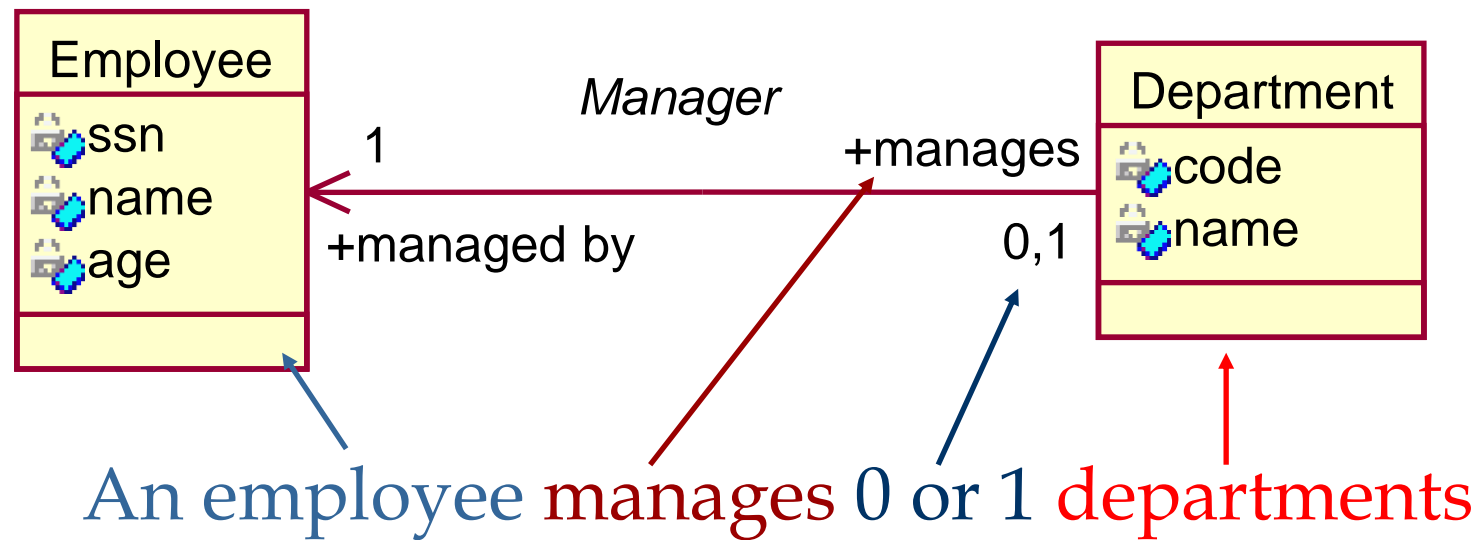 Employee
ssn
name
age
Manager
1
+manages
+managed by
0,1
Department
code
name
An employee manages 0 or 1 departments